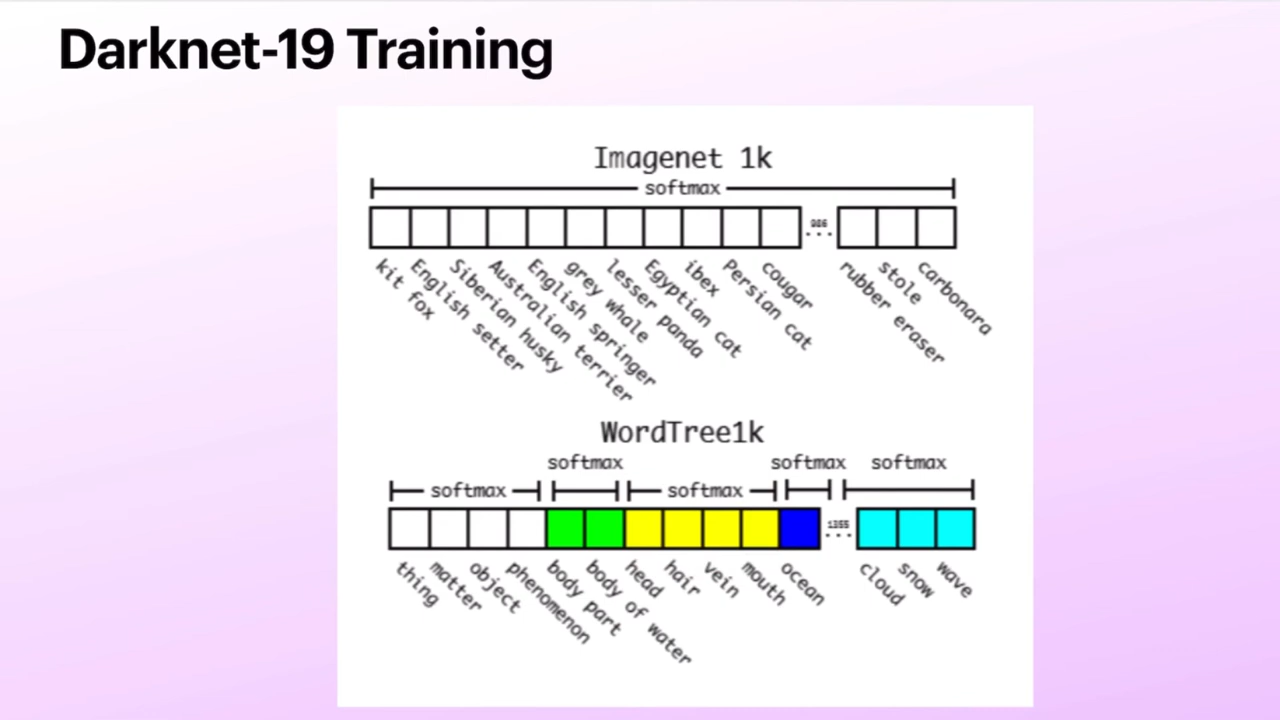 Darknet-19 Training
Imagenet 1k
softmax
986
...
kit fox
English setter
Siberian husky
Australian terrier
English springer
grey whale
lesser panda
Egyptian cat
ibex
Persian cat
cougar
rubber eraser
stole
carbonara
WordTree1k
softmax softmax softmax
softmax softmax
1355
...
thing
matter
object
phenomenon
body part
body of water
head
hair
vein
mouth
ocean
cloud
snow
wave